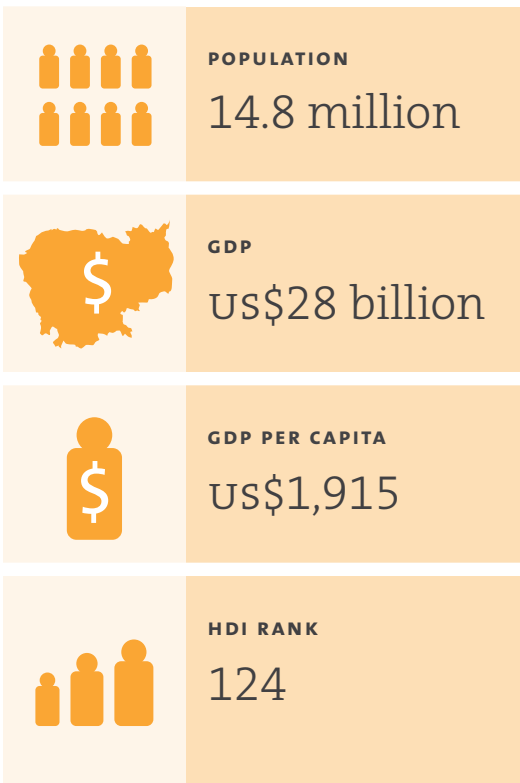 POPULATION
14.8 million
$
GDP
US$28 billion
$
GDP PER CAPITA
US$1,915
HDI RANK
124